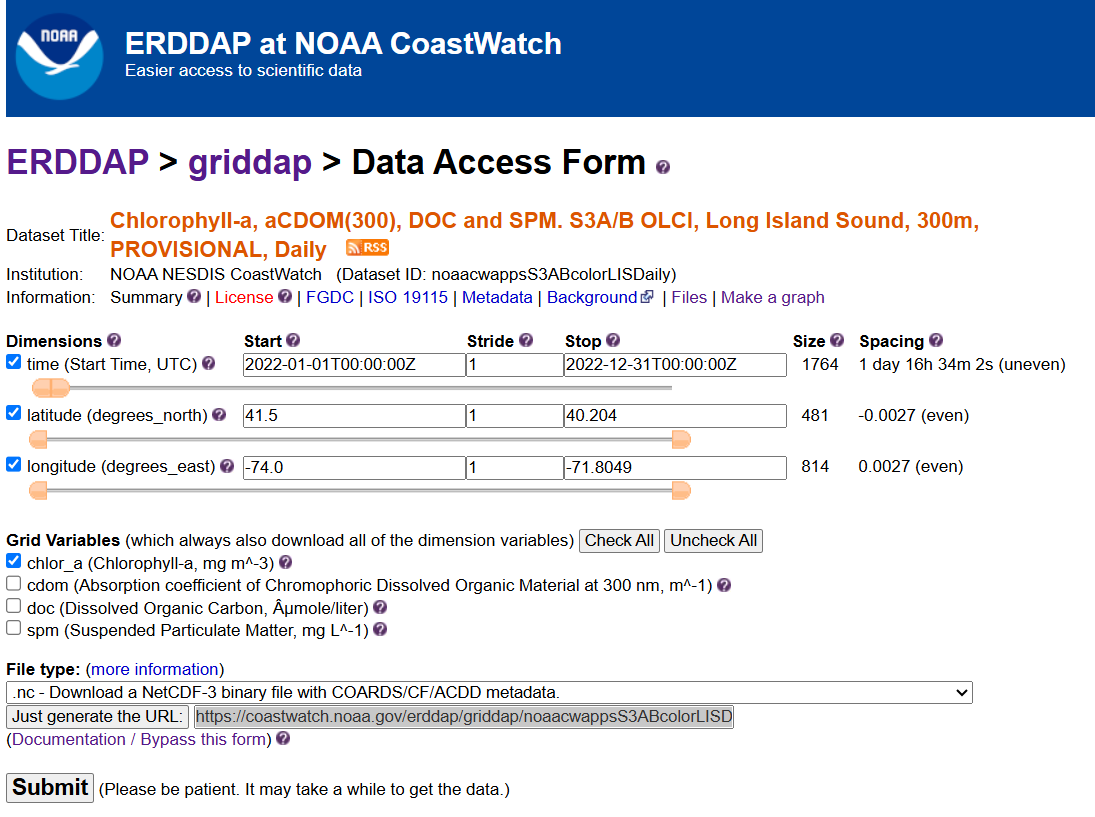 NOAA
ERDDAP at NOAA CoastWatch
Easier access to scientific data
ERDDAP > griddap > Data Access Form ?
Dataset Title: Chlorophyll-a, aCDOM(300), DOC and SPM. S3A/B OLCI, Long Island Sound, 300m,
PROVISIONAL, Daily RSS
Institution: NOAA NESDIS CoastWatch (Dataset ID: noaacwappsS3ABcolorLISDaily)
Information: Summary ? | License ? | FGDC | ISO 19115 | Metadata | Background | Files | Make a graph
Dimensions ? Start ? Stride ? Stop ? Size ? Spacing ?
time (Start Time, UTC) ? 2022-01-01T00:00:00Z 1 2022-12-31T00:00:00Z 1764 1 day 16h 34m 2s (uneven)
latitude (degrees_north) ? 41.5 1 40.204 481 -0.0027 (even)
longitude (degrees_east) ? -74.0 1 -71.8049 814 0.0027 (even)
Grid Variables (which always also download all of the dimension variables) Check All Uncheck All
chlor_a (Chlorophyll-a, mg m^-3) ?
cdom (Absorption coefficient of Chromophoric Dissolved Organic Material at 300 nm, m^-1) ?
doc (Dissolved Organic Carbon, Âµmole/liter) ?
spm (Suspended Particulate Matter, mg L^-1) ?
File type: (more information)
.nc - Download a NetCDF-3 binary file with COARDS/CF/ACDD metadata.
Just generate the URL: https://coastwatch.noaa.gov/erddap/griddap/noaacwappsS3ABcolorLISD
(Documentation / Bypass this form) ?
Submit (Please be patient. It may take a while to get the data.)